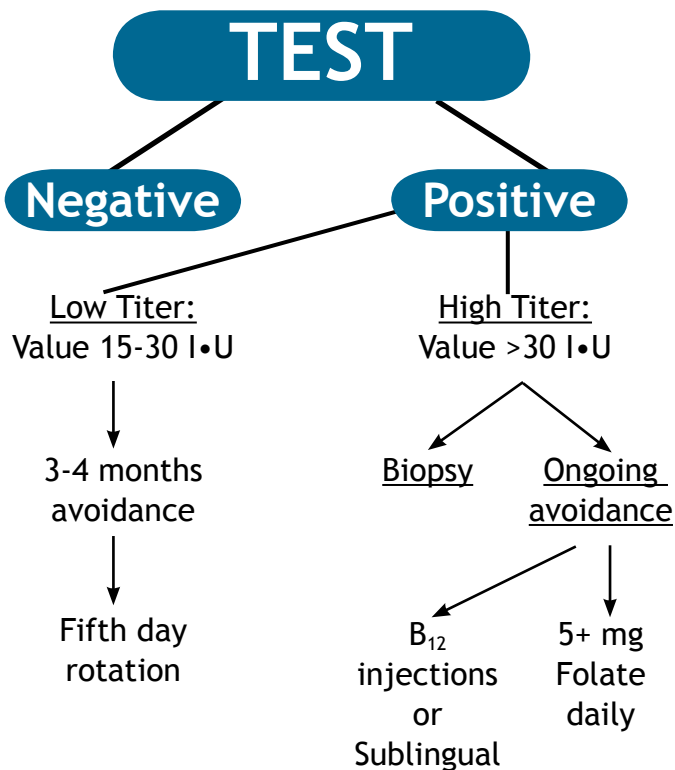 TEST
Negative
Positive
Low Titer:
Value 15-30 I•U
3-4 months
avoidance
Fifth day
rotation
High Titer:
Value >30 I•U
Biopsy
Ongoing
avoidance
B₁₂
injections
or
Sublingual
5+ mg
Folate
daily